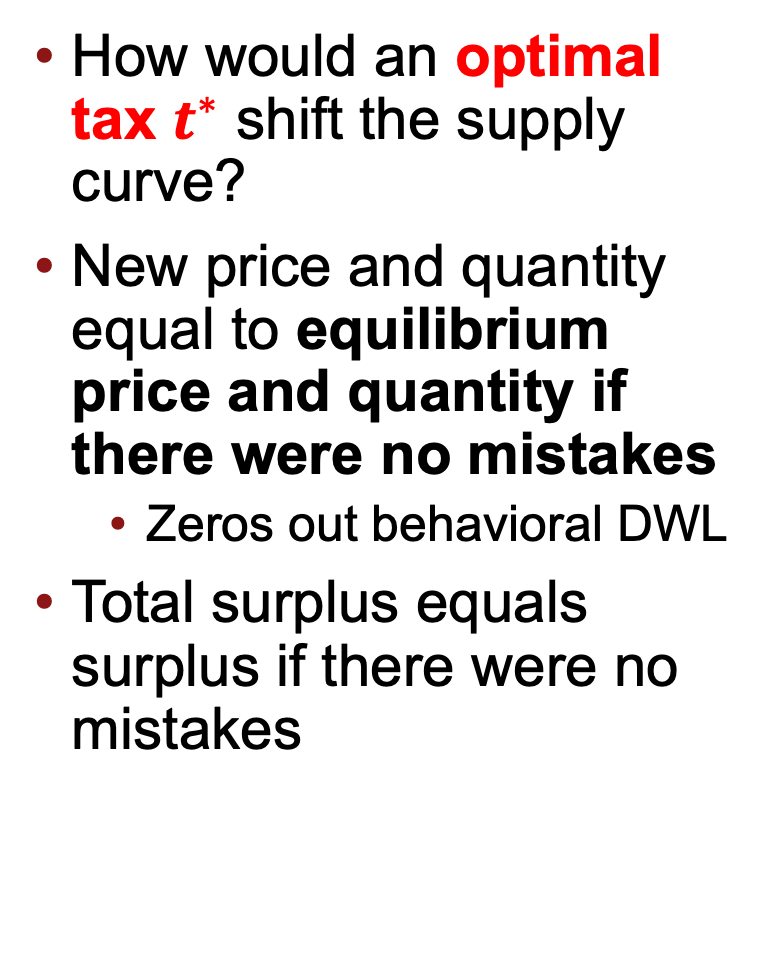 • How would an optimal
tax t* shift the supply
curve?
• New price and quantity
equal to equilibrium
price and quantity if
there were no mistakes
• Zeros out behavioral DWL
• Total surplus equals
surplus if there were no
mistakes